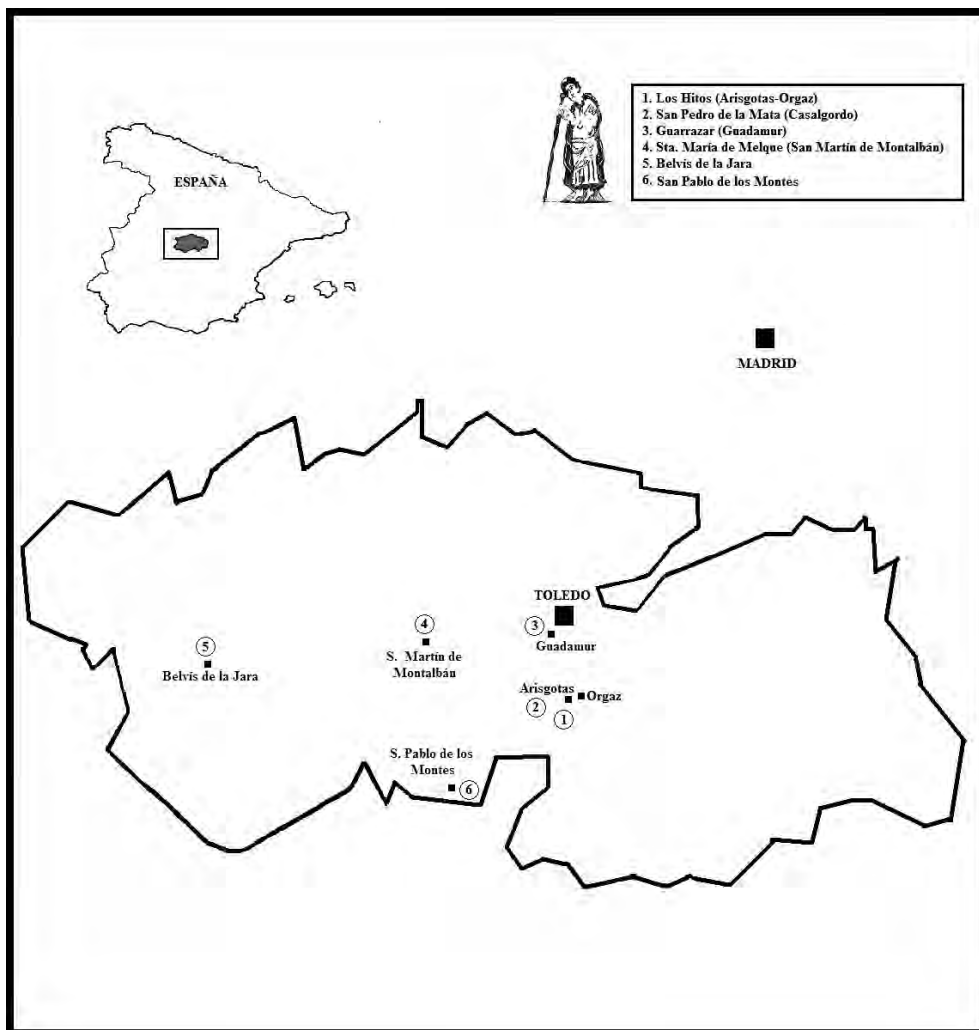 1. Los Hitos (Arisgotas-Orgaz)
2. San Pedro de la Mata (Casalgordo)
3. Guarrazar (Guadamur)
4. Sta. María de Melque (San Martín de Montalbán)
5. Belvís de la Jara
6. San Pablo de los Montes
ESPAÑA
MADRID
TOLEDO
3
Guadamur
4
S. Martín de
Montalbán
5
Belvís de la Jara
Arisgotas
Orgaz
2
1
S. Pablo de los
Montes
6